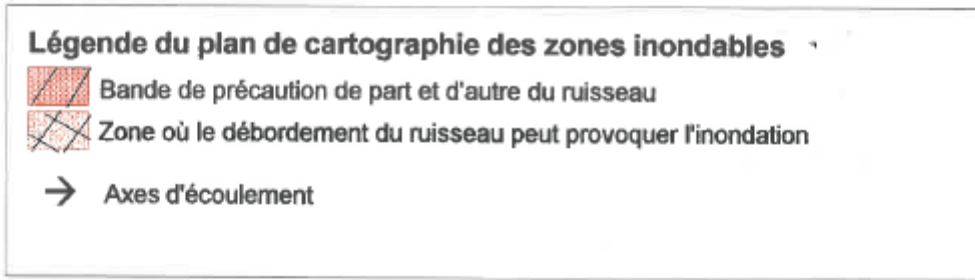 Légende du plan de cartographie des zones inondables
Bande de précaution de part et d'autre du ruisseau
Zone où le débordement du ruisseau peut provoquer l'inondation
Axes d'écoulement